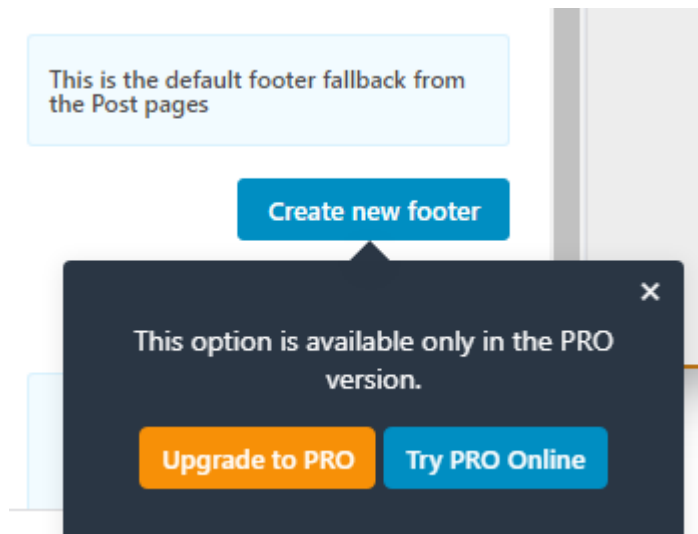 This is the default footer fallback from
the Post pages
Create new footer
×
This option is available only in the PRO
version.
Upgrade to PRO
Try PRO Online